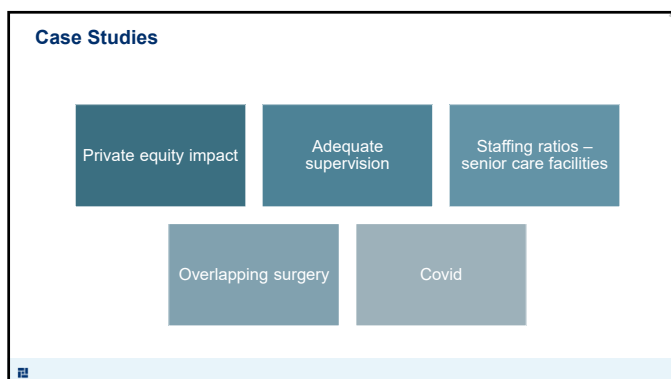 Case Studies
Private equity impact
Adequate
supervision
Staffing ratios –
senior care facilities
Overlapping surgery
Covid